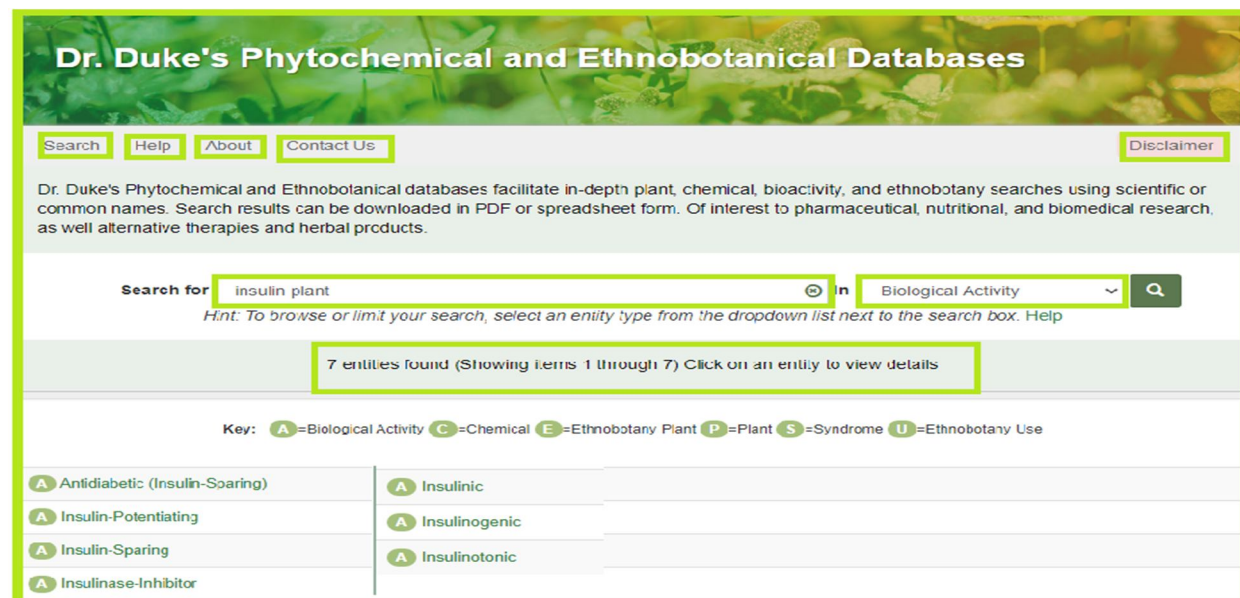 Dr. Duke's Phytochemical and Ethnobotanical Databases
Search Help About Contact Us Disclaimer
Dr. Duke's Phytochemical and Ethnobotanical databases facilitate in-depth plant, chemical, bioactivity, and ethnobotany searches using scientific or
common names. Search results can be downloaded in PDF or spreadsheet form. Of interest to pharmaceutical, nutritional, and biomedical research,
as well alternative therapies and herbal products.
Search for insulin plant In Biological Activity
Hint: To browse or limit your search, select an entity type from the dropdown list next to the search box. Help
7 entities found (Showing items 1 through 7) Click on an entity to view details
Key: A=Biological Activity C=Chemical E=Ethnobotany Plant P=Plant S=Syndrome U=Ethnobotany Use
A Antidiabetic (Insulin-Sparing)
A Insulin-Potentiating
A Insulin-Sparing
A Insulinase-Inhibitor
A Insulinic
A Insulinogenic
A Insulinotonic